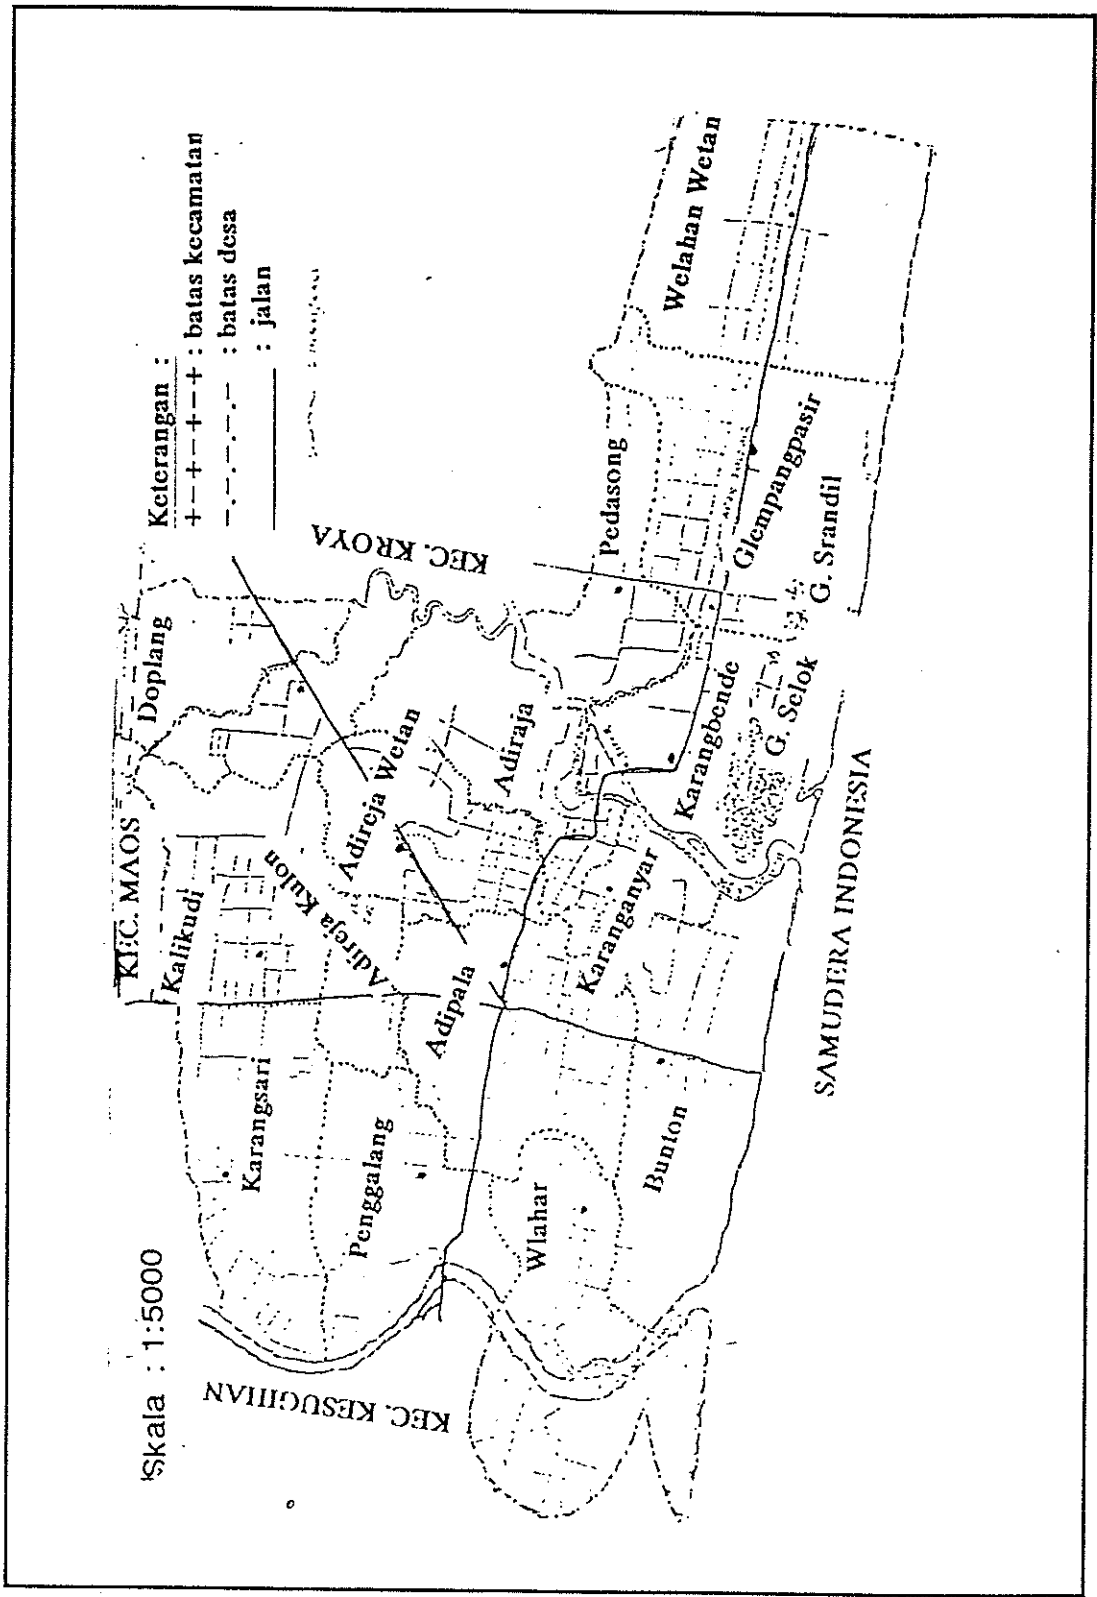 Skala : 1:5000
Keterangan :
+-+-+-+-+ : batas kecamatan
-.-.-.-.- : batas desa
: jalan
KEC. MAOS
Kalikudi
Doplang
Karangsari
Adireja Kulon
Adireja Wetan
KEC. KROYA
Penggalang
Adipala
Adiraja
KEC. KESUGIHAN
Wlahar
Karanganyar
Pedasong
Welahan Wetan
Bunton
Karangbende
Glempangpasir
G. Selok
G. Srandil
SAMUDERA INDONESIA